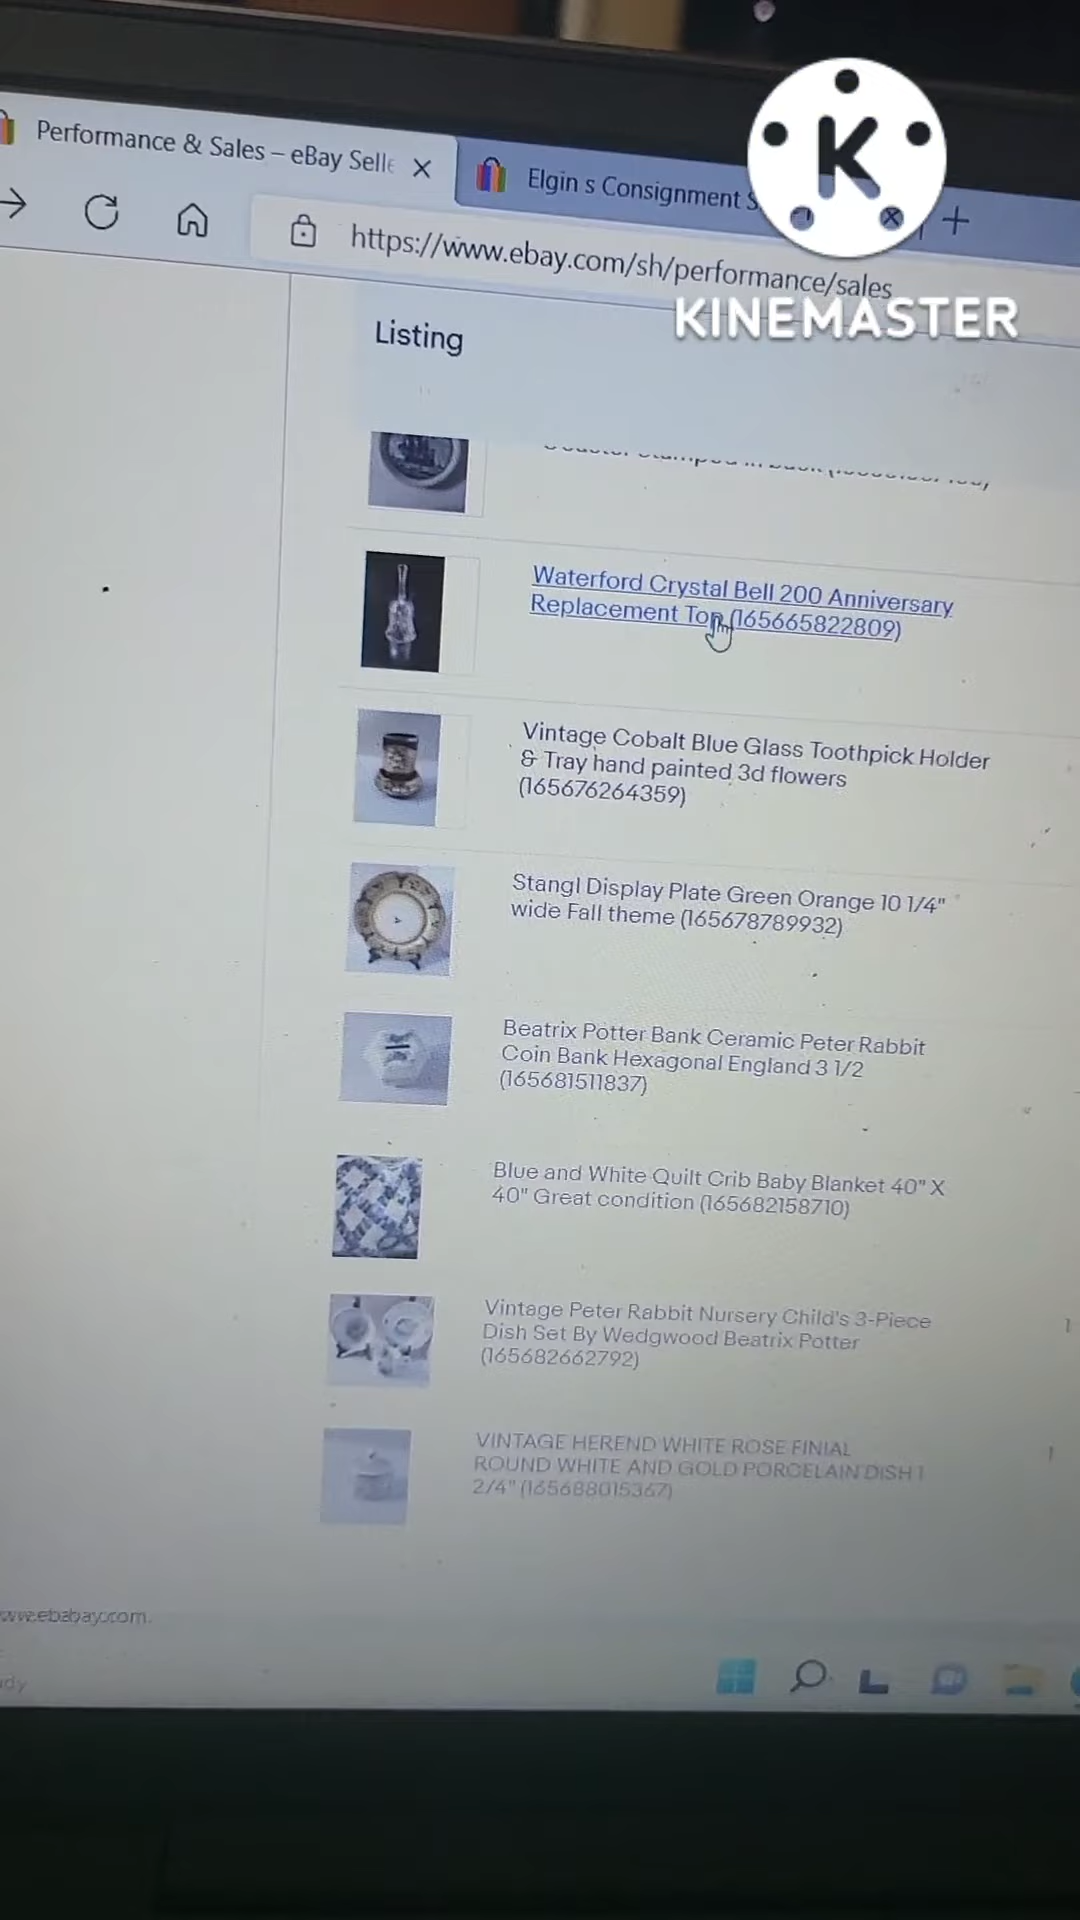 Performance & Sales – eBay Selle
Elgin s Consignment S
K
https://www.ebay.com/sh/performance/sales
KINEMASTER
Listing
Waterford Crystal Bell 200 Anniversary
Replacement Top (165665822809)
Vintage Cobalt Blue Glass Toothpick Holder
& Tray hand painted 3d flowers
(165676264359)
Stangl Display Plate Green Orange 10 1/4"
wide Fall theme (165678789932)
Beatrix Potter Bank Ceramic Peter Rabbit
Coin Bank Hexagonal England 3 1/2
(165681511837)
Blue and White Quilt Crib Baby Blanket 40" X
40" Great condition (165682158710)
Vintage Peter Rabbit Nursery Child's 3-Piece
Dish Set By Wedgwood Beatrix Potter
(165682662792)
VINTAGE HEREND WHITE ROSE FINIAL
ROUND WHITE AND GOLD PORCELAIN DISH 1
2/4" (165688015367)